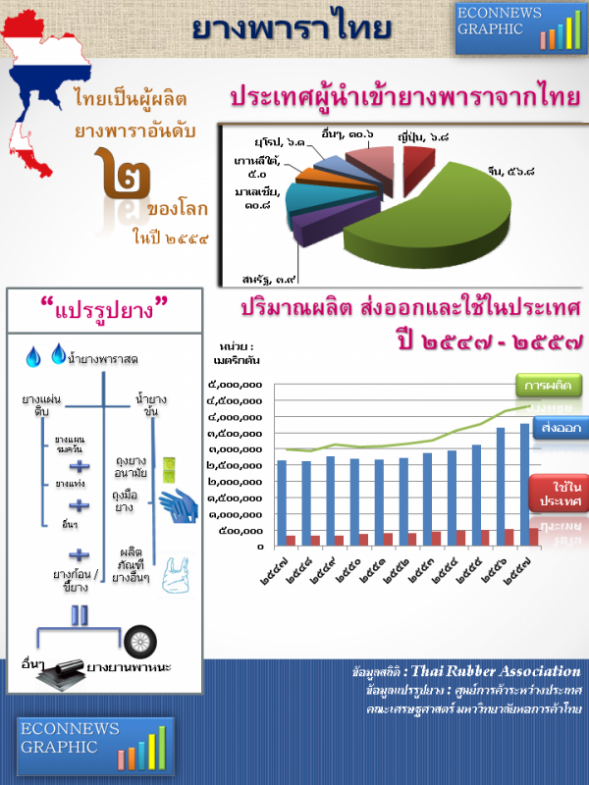 ยางพาราไทย
ECONNEWS
GRAPHIC
ไทยเป็นผู้ผลิต
ยางพาราอันดับ
๒
ของโลก
ในปี ๒๕๕๔
ประเทศผู้นำเข้ายางพาราจากไทย
ญี่ปุ่น, ๖.๘
จีน, ๕๖.๘
สหรัฐ, ๓.๙
มาเลเซีย,
๑๐.๘
เกาหลีใต้,
๕.๐
ยุโรป, ๖.๑
อื่นๆ, ๑๐.๖
“แปรรูปยาง”
น้ำยางพาราสด
ยางแผ่น
ดิบ
ยางแผ่น
รมควัน
ยางแท่ง
อื่นๆ
ยางก้อน /
ขี้ยาง
น้ำยาง
ข้น
ถุงยาง
อนามัย
ถุงมือ
ยาง
ผลิต
ภัณฑ์
ยางอื่นๆ
อื่นๆ
ยางยานพาหนะ
ปริมาณผลิต ส่งออกและใช้ในประเทศ
ปี ๒๕๔๗ - ๒๕๕๗
หน่วย :
เมตริกตัน
๕,๐๐๐,๐๐๐
๔,๕๐๐,๐๐๐
๔,๐๐๐,๐๐๐
๓,๕๐๐,๐๐๐
๓,๐๐๐,๐๐๐
๒,๕๐๐,๐๐๐
๒,๐๐๐,๐๐๐
๑,๕๐๐,๐๐๐
๑,๐๐๐,๐๐๐
๕๐๐,๐๐๐
๐
การผลิต
ส่งออก
ใช้ใน
ประเทศ
๒๕๔๗
๒๕๔๘
๒๕๔๙
๒๕๕๐
๒๕๕๑
๒๕๕๒
๒๕๕๓
๒๕๕๔
๒๕๕๕
๒๕๕๖
๒๕๕๗
ข้อมูลสถิติ : Thai Rubber Association
ข้อมูลแปรรูปยาง : ศูนย์การค้าระหว่างประเทศ
คณะเศรษฐศาสตร์ มหาวิทยาลัยหอการค้าไทย
ECONNEWS
GRAPHIC